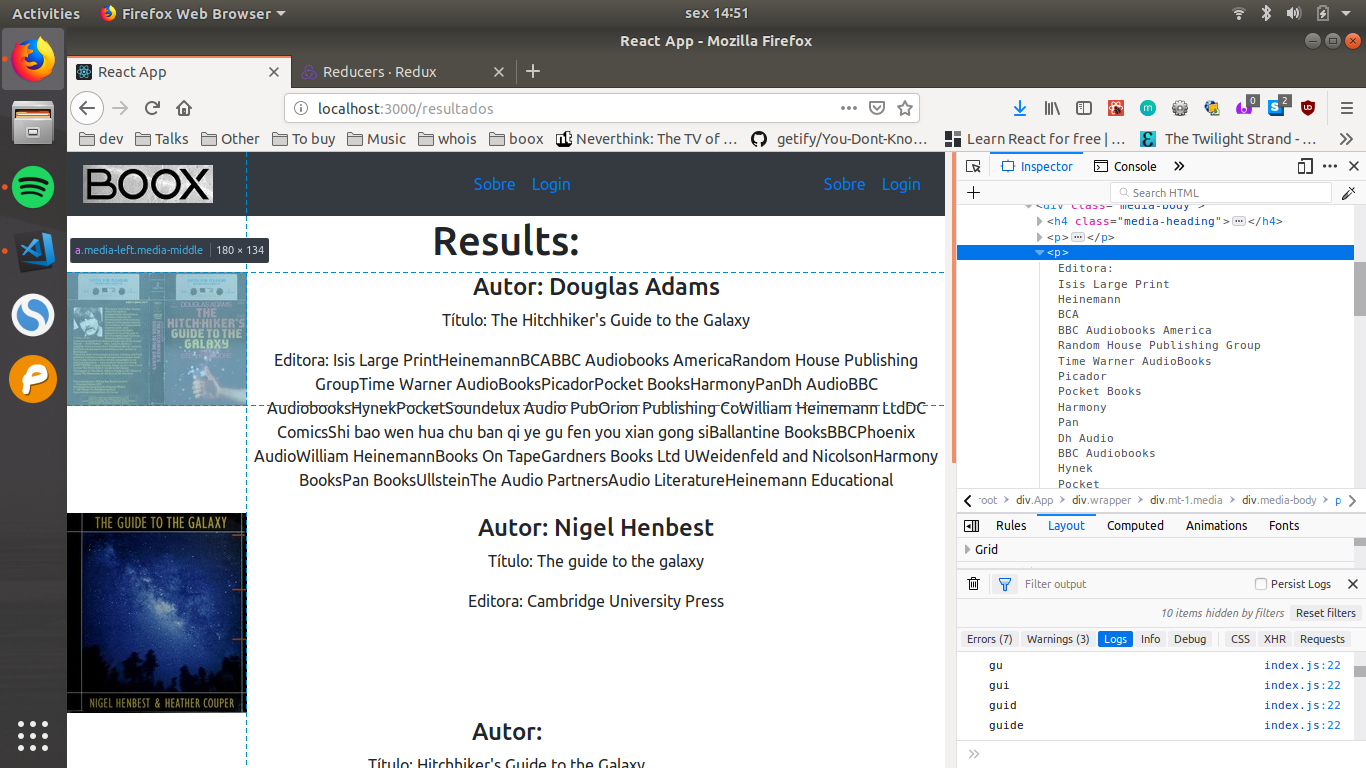 Activities Firefox Web Browser sex 14:51
React App - Mozilla Firefox
React App Reducers · Redux
localhost:3000/resultados
0 2
dev Talks Other To buy Music whois boox Neverthink: The TV of … getify/You-Dont-Kno… Learn React for free | … The Twilight Strand - …
BOOX Sobre Login Sobre Login
a.media-left.media-middle 180 × 134
Results:
Autor: Douglas Adams
Título: The Hitchhiker's Guide to the Galaxy
Editora: Isis Large PrintHeinemannBCABBC Audiobooks AmericaRandom House Publishing
GroupTime Warner AudioBooksPicadorPocket BooksHarmonyPanDh AudioBBC
AudiobooksHynekPocketSoundelux Audio PubOrion Publishing CoWilliam Heinemann LtdDC
ComicsShi bao wen hua chu ban qi ye gu fen you xian gong siBallantine BooksBBCPhoenix
AudioWilliam HeinemannBooks On TapeGardners Books Ltd UWeidenfeld and NicolsonHarmony
BooksPan BooksUllsteinThe Audio PartnersAudio LiteratureHeinemann Educational
DOUGLAS ADAMS
THE
HITCH-HIKER'S
GUIDE TO THE
GALAXY
THE GUIDE TO THE GALAXY
NIGEL HENBEST & HEATHER COUPER
Autor: Nigel Henbest
Título: The guide to the galaxy
Editora: Cambridge University Press
Autor:
Título: Hitchhiker's Guide to the Galaxy
Inspector Console
Search HTML
<div class="media-body">
<h4 class="media-heading"> </h4>
<p> </p>
<p>
Editora:
Isis Large Print
Heinemann
BCA
BBC Audiobooks America
Random House Publishing Group
Time Warner AudioBooks
Picador
Pocket Books
Harmony
Pan
Dh Audio
BBC Audiobooks
Hynek
Pocket
root div.App div.wrapper div.mt-1.media div.media-body p
Rules Layout Computed Animations Fonts
Grid
Filter output Persist Logs
10 items hidden by filters Reset filters
Errors (7) Warnings (3) Logs Info Debug CSS XHR Requests
gu index.js:22
gui index.js:22
guid index.js:22
guide index.js:22